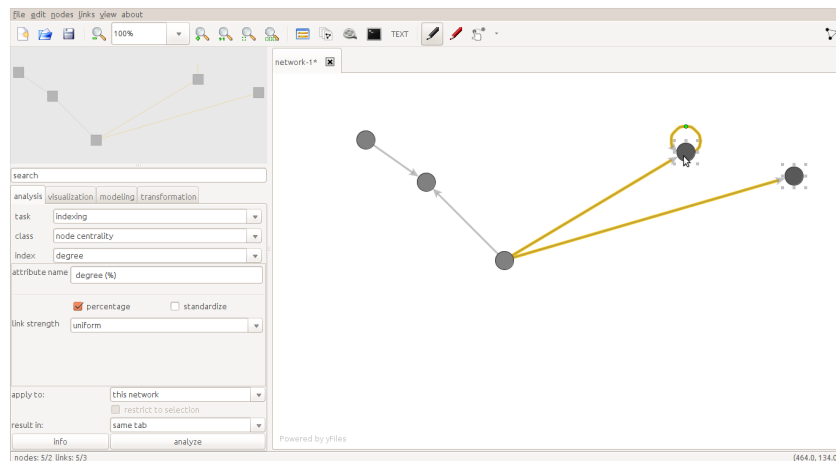 file edit nodes links view about
100%
TEXT
network-1*
search
analysis visualization modeling transformation
task indexing
class node centrality
index degree
attribute name degree (%)
percentage standardize
link strength uniform
apply to: this network
restrict to selection
result in: same tab
info analyze
Powered by yFiles
nodes: 5/2 links: 5/3
(464.0, 134.0